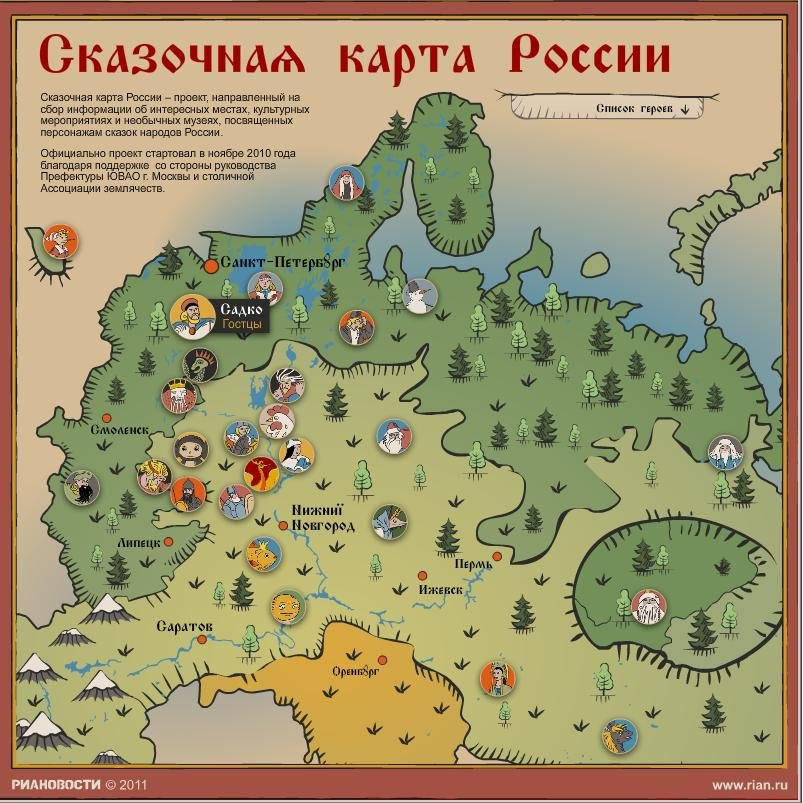 Сказочная карта России
Сказочная карта России – проект, направленный на
сбор информации об интересных местах, культурных
мероприятиях и необычных музеях, посвященных
персонажам сказок народов России.
Официально проект стартовал в ноябре 2010 года
благодаря поддержке со стороны руководства
Префектуры ЮВАО г. Москвы и столичной
Ассоциации землячеств.
Список героев ↓
Санкт-Петербург
Садко
Гостцы
Смоленск
Нижний
Новгород
Липецк
Пермь
Ижевск
Саратов
Оренбург
РИАНОВОСТИ © 2011
www.rian.ru